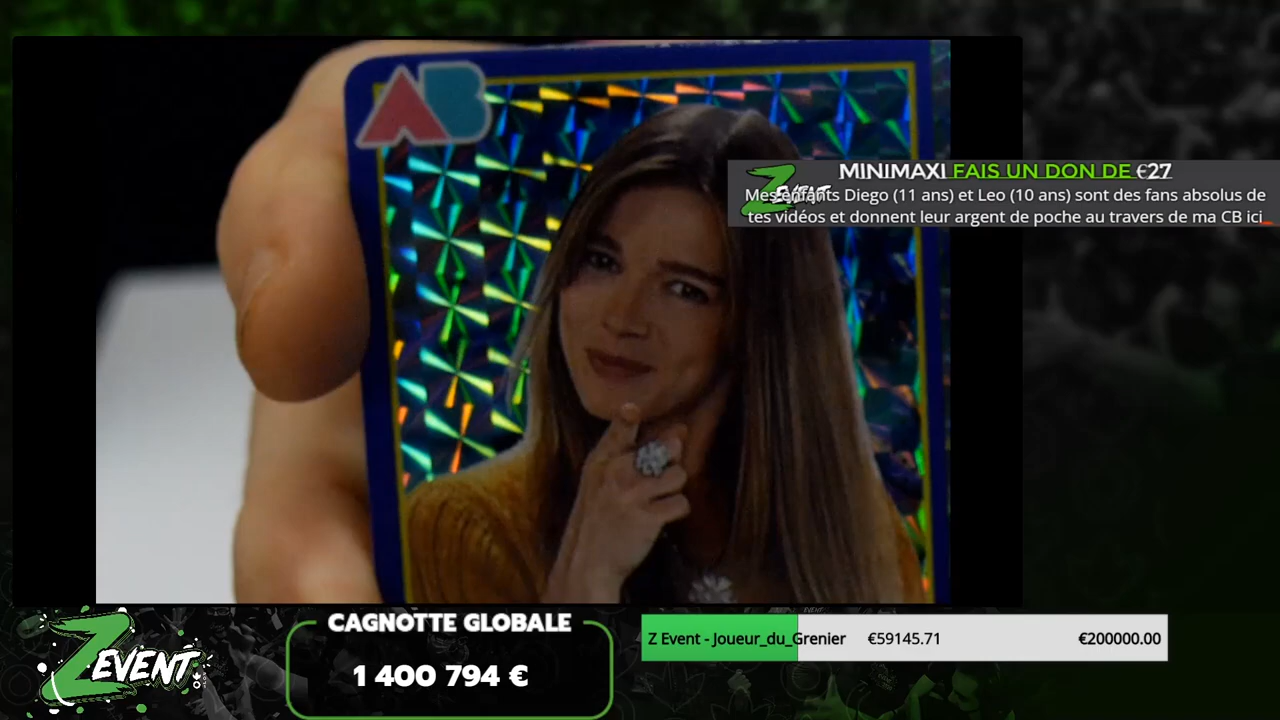 AB
Z EVENT
MINIMAXI FAIS UN DON DE €27
Mes enfants Diego (11 ans) et Leo (10 ans) sont des fans absolus de
tes vidéos et donnent leur argent de poche au travers de ma CB ici
CAGNOTTE GLOBALE
1 400 794 €
Z Event - Joueur_du_Grenier €59145.71 €200000.00
Z EVENT